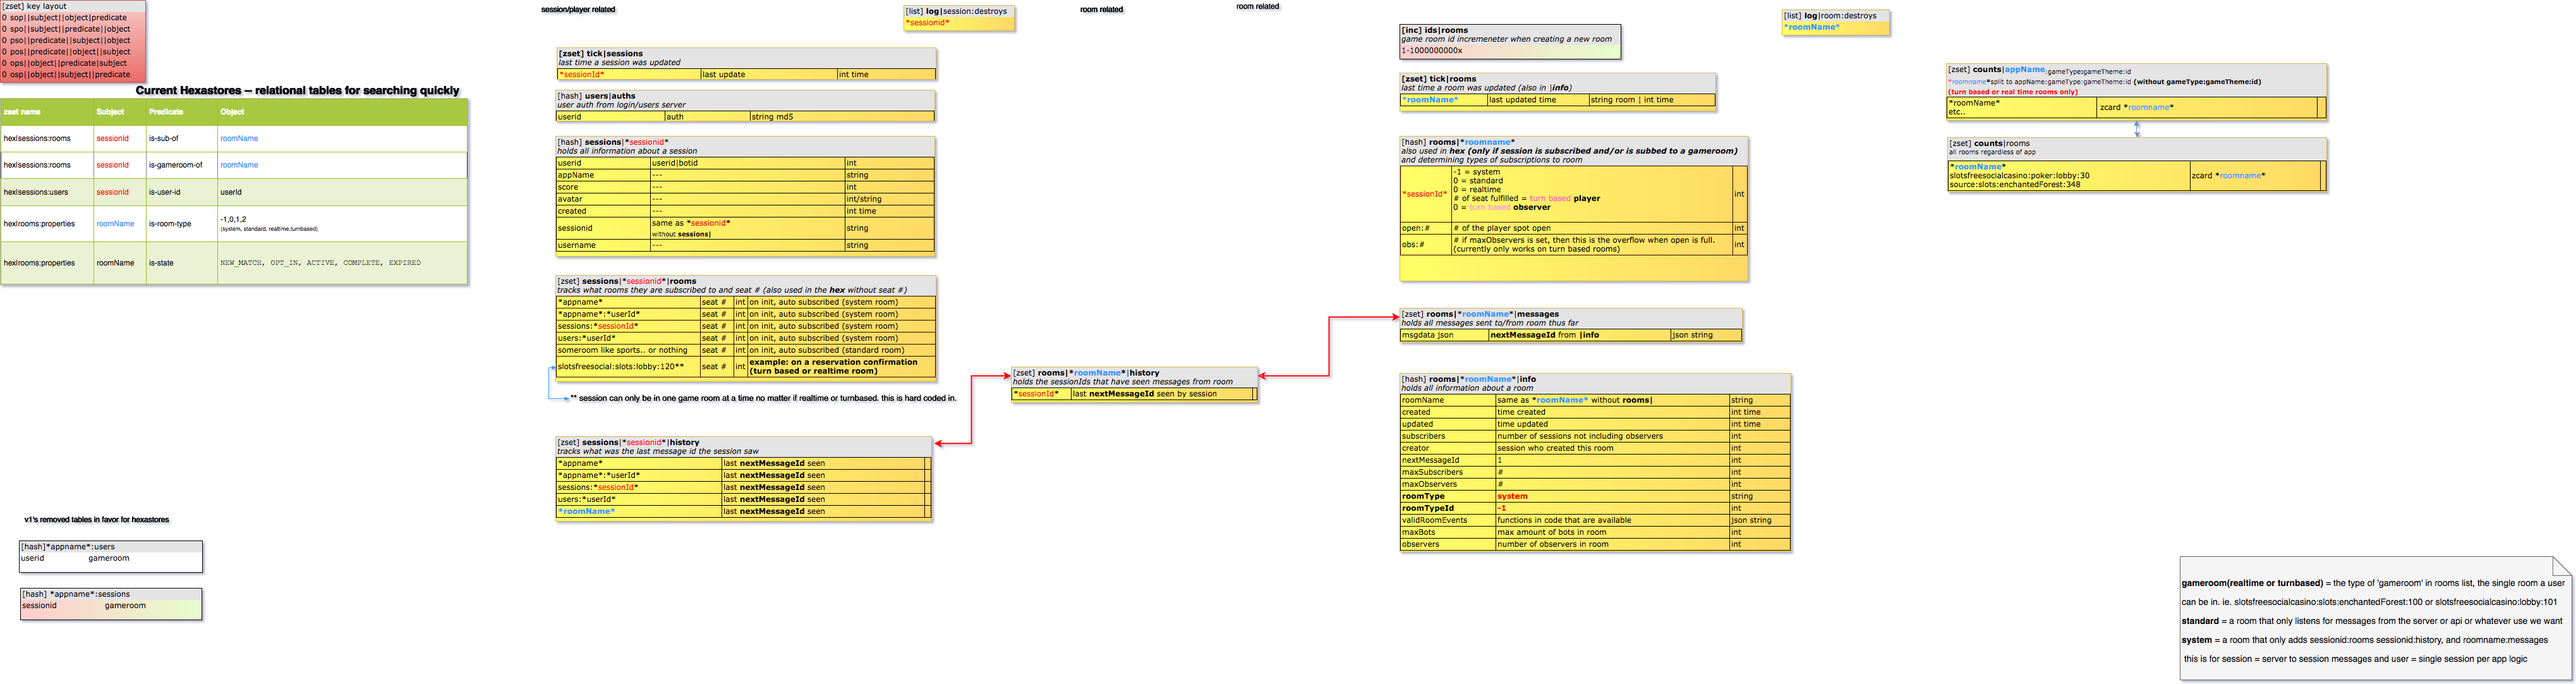 [zset] key layout
0 sop||subject||object|predicate
0 spo||subject||predicate||object
0 pso||predicate||subject||object
0 pos||predicate||object||subject
0 ops||object||predicate|subject
0 osp||object||subject||predicate
Current Hexastores -- relational tables for searching quickly
zset name Subject Predicate Object
hex|sessions:rooms sessionId is-sub-of roomName
hex|sessions:rooms sessionId is-gameroom-of roomName
hex|sessions:users sessionId is-user-id userId
hex|rooms:properties roomName is-room-type -1,0,1,2
(system, standard, realtime,turnbased)
hex|rooms:properties roomName is-state NEW_MATCH, OPT_IN, ACTIVE, COMPLETE, EXPIRED
v1's removed tables in favor for hexastores
[hash]*appname*:users
userid gameroom
[hash] *appname*:sessions
sessionid gameroom
session/player related
[list] log|session:destroys
*sessionid*
[zset] tick|sessions
last time a session was updated
*sessionId* last update int time
[hash] users|auths
user auth from login/users server
userid auth string md5
[hash] sessions|*sessionid*
holds all information about a session
userid userid|botid int
appName --- string
score --- int
avatar --- int/string
created --- int time
sessionid same as *sessionid* string
without sessions|
username --- string
[zset] sessions|*sessionid*|rooms
tracks what rooms they are subscribed to and seat # (also used in the hex without seat #)
*appname* seat # int on init, auto subscribed (system room)
*appname*:*userId* seat # int on init, auto subscribed (system room)
sessions:*sessionId* seat # int on init, auto subscribed (system room)
users:*userId* seat # int on init, auto subscribed (system room)
someroom like sports.. or nothing seat # int on init, auto subscribed (standard room)
slotsfreesocial:slots:lobby:120** seat # int example: on a reservation confirmation
(turn based or realtime room)
** session can only be in one game room at a time no matter if realtime or turnbased. this is hard coded in.
[zset] sessions|*sessionid*|history
tracks what was the last message id the session saw
*appname* last nextMessageId seen
*appname*:*userId* last nextMessageId seen
sessions:*sessionId* last nextMessageId seen
users:*userId* last nextMessageId seen
*roomName* last nextMessageId seen
room related
[zset] rooms|*roomName*|history
holds the sessionIds that have seen messages from room
*sessionId* last nextMessageId seen by session
room related
[inc] ids|rooms
game room id incremeneter when creating a new room
1-1000000000x
[zset] tick|rooms
last time a room was updated (also in |info)
*roomName* last updated time string room | int time
[hash] rooms|*roomname*
also used in hex (only if session is subscribed and/or is subbed to a gameroom)
and determining types of subscriptions to room
*sessionId* -1 = system int
0 = standard
0 = realtime
# of seat fulfilled = turn based player
0 = turn based observer
open:# # of the player spot open int
obs:# # if maxObservers is set, then this is the overflow when open is full. int
(currently only works on turn based rooms)
[zset] rooms|*roomName*|messages
holds all messages sent to/from room thus far
msgdata json nextMessageId from |info json string
[hash] rooms|*roomName*|info
holds all information about a room
roomName same as *roomName* without rooms| string
created time created int time
updated time updated int time
subscribers number of sessions not including observers int
creator session who created this room int
nextMessageId 1 int
maxSubscribers # int
maxObservers # int
roomType system string
roomTypeId -1 int
validRoomEvents functions in code that are available json string
maxBots max amount of bots in room int
observers number of observers in room int
[list] log|room:destroys
*roomName*
[zset] counts|appName:gameType:gameTheme:id
*roomname*split to appName:gameType:gameTheme:id (without gameType:gameTheme:id)
(turn based or real time rooms only)
*roomName* zcard *roomname*
etc..
[zset] counts|rooms
all rooms regardless of app
*roomName*
slotsfreesocialcasino:poker:lobby:30 zcard *roomname*
source:slots:enchantedForest:348
gameroom(realtime or turnbased) = the type of 'gameroom' in rooms list, the single room a user
can be in. ie. slotsfreesocialcasino:slots:enchantedForest:100 or slotsfreesocialcasino:lobby:101
standard = a room that only listens for messages from the server or api or whatever use we want
system = a room that only adds sessionid:rooms sessionid:history, and roomname:messages
this is for session = server to session messages and user = single session per app logic